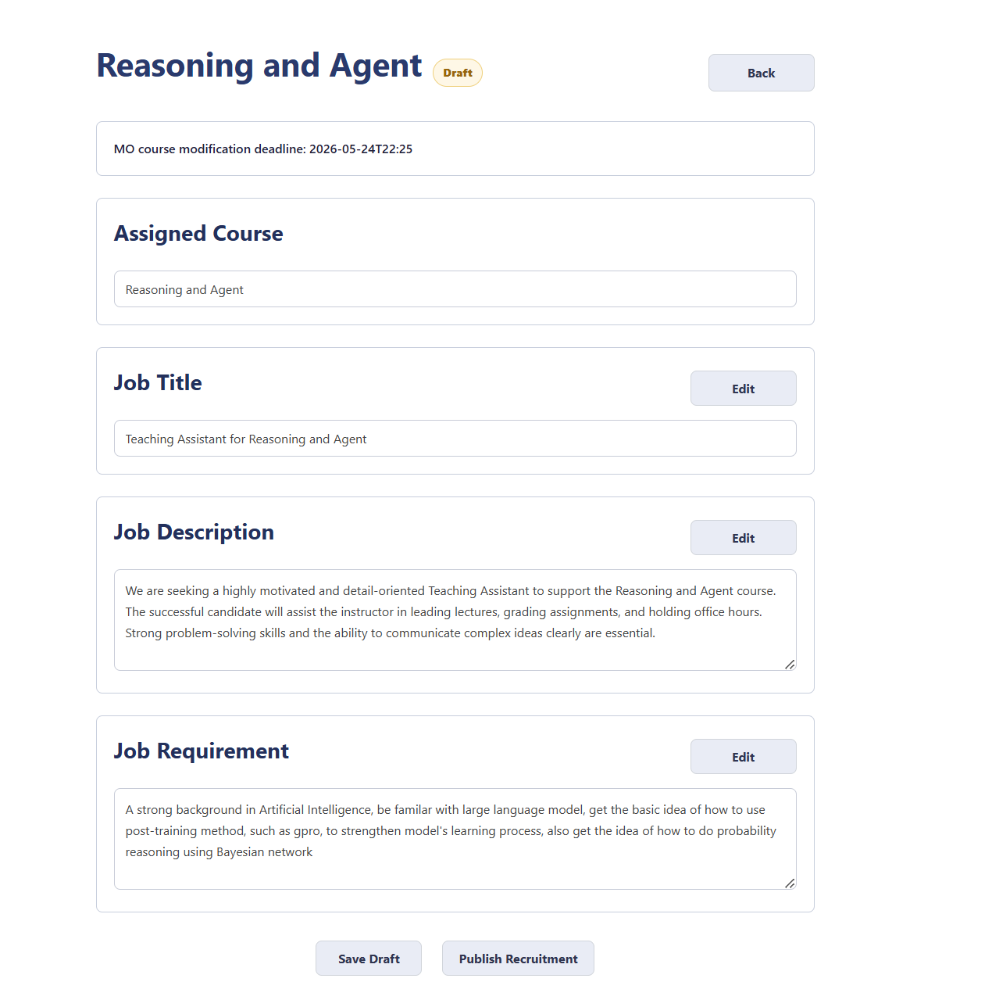 Reasoning and Agent Draft
Back
MO course modification deadline: 2026-05-24T22:25
Assigned Course
Reasoning and Agent
Job Title
Edit
Teaching Assistant for Reasoning and Agent
Job Description
Edit
We are seeking a highly motivated and detail-oriented Teaching Assistant to support the Reasoning and Agent course.
The successful candidate will assist the instructor in leading lectures, grading assignments, and holding office hours.
Strong problem-solving skills and the ability to communicate complex ideas clearly are essential.
Job Requirement
Edit
A strong background in Artificial Intelligence, be familar with large language model, get the basic idea of how to use
post-training method, such as gpro, to strengthen model's learning process, also get the idea of how to do probability
reasoning using Bayesian network
Save Draft
Publish Recruitment